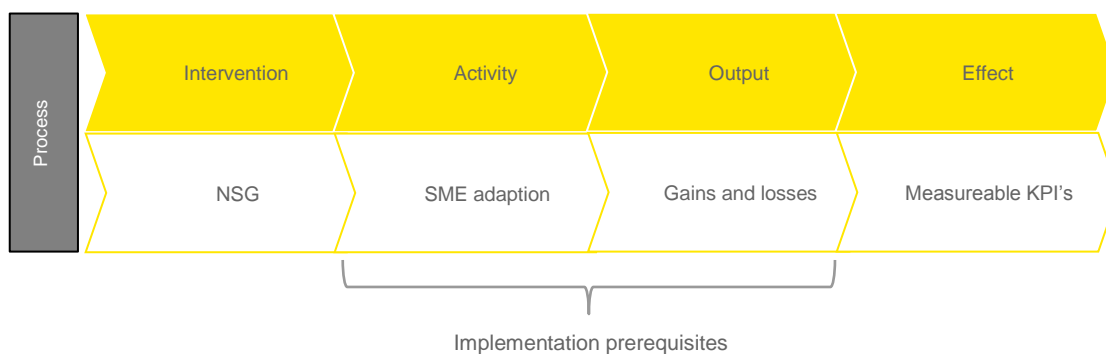 Process
Intervention
Activity
Output
Effect
NSG
SME adaption
Gains and losses
Measureable KPI's
Implementation prerequisites